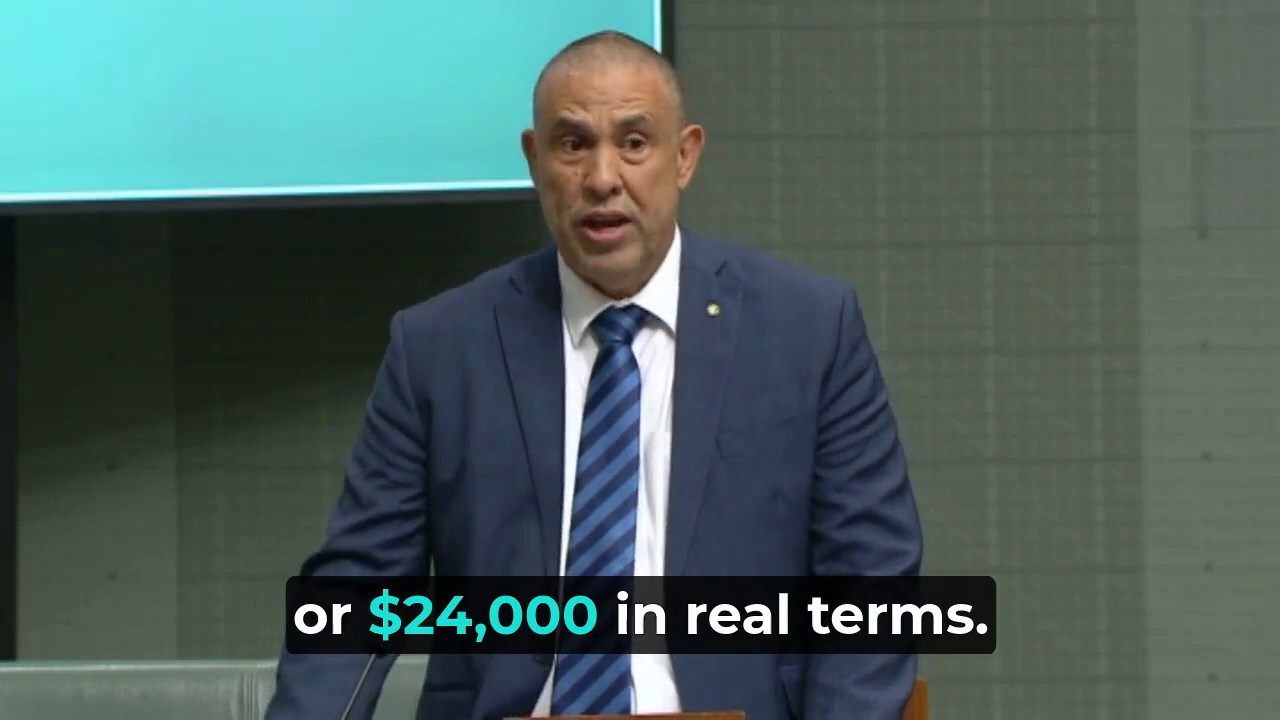 or $24,000 in real terms.